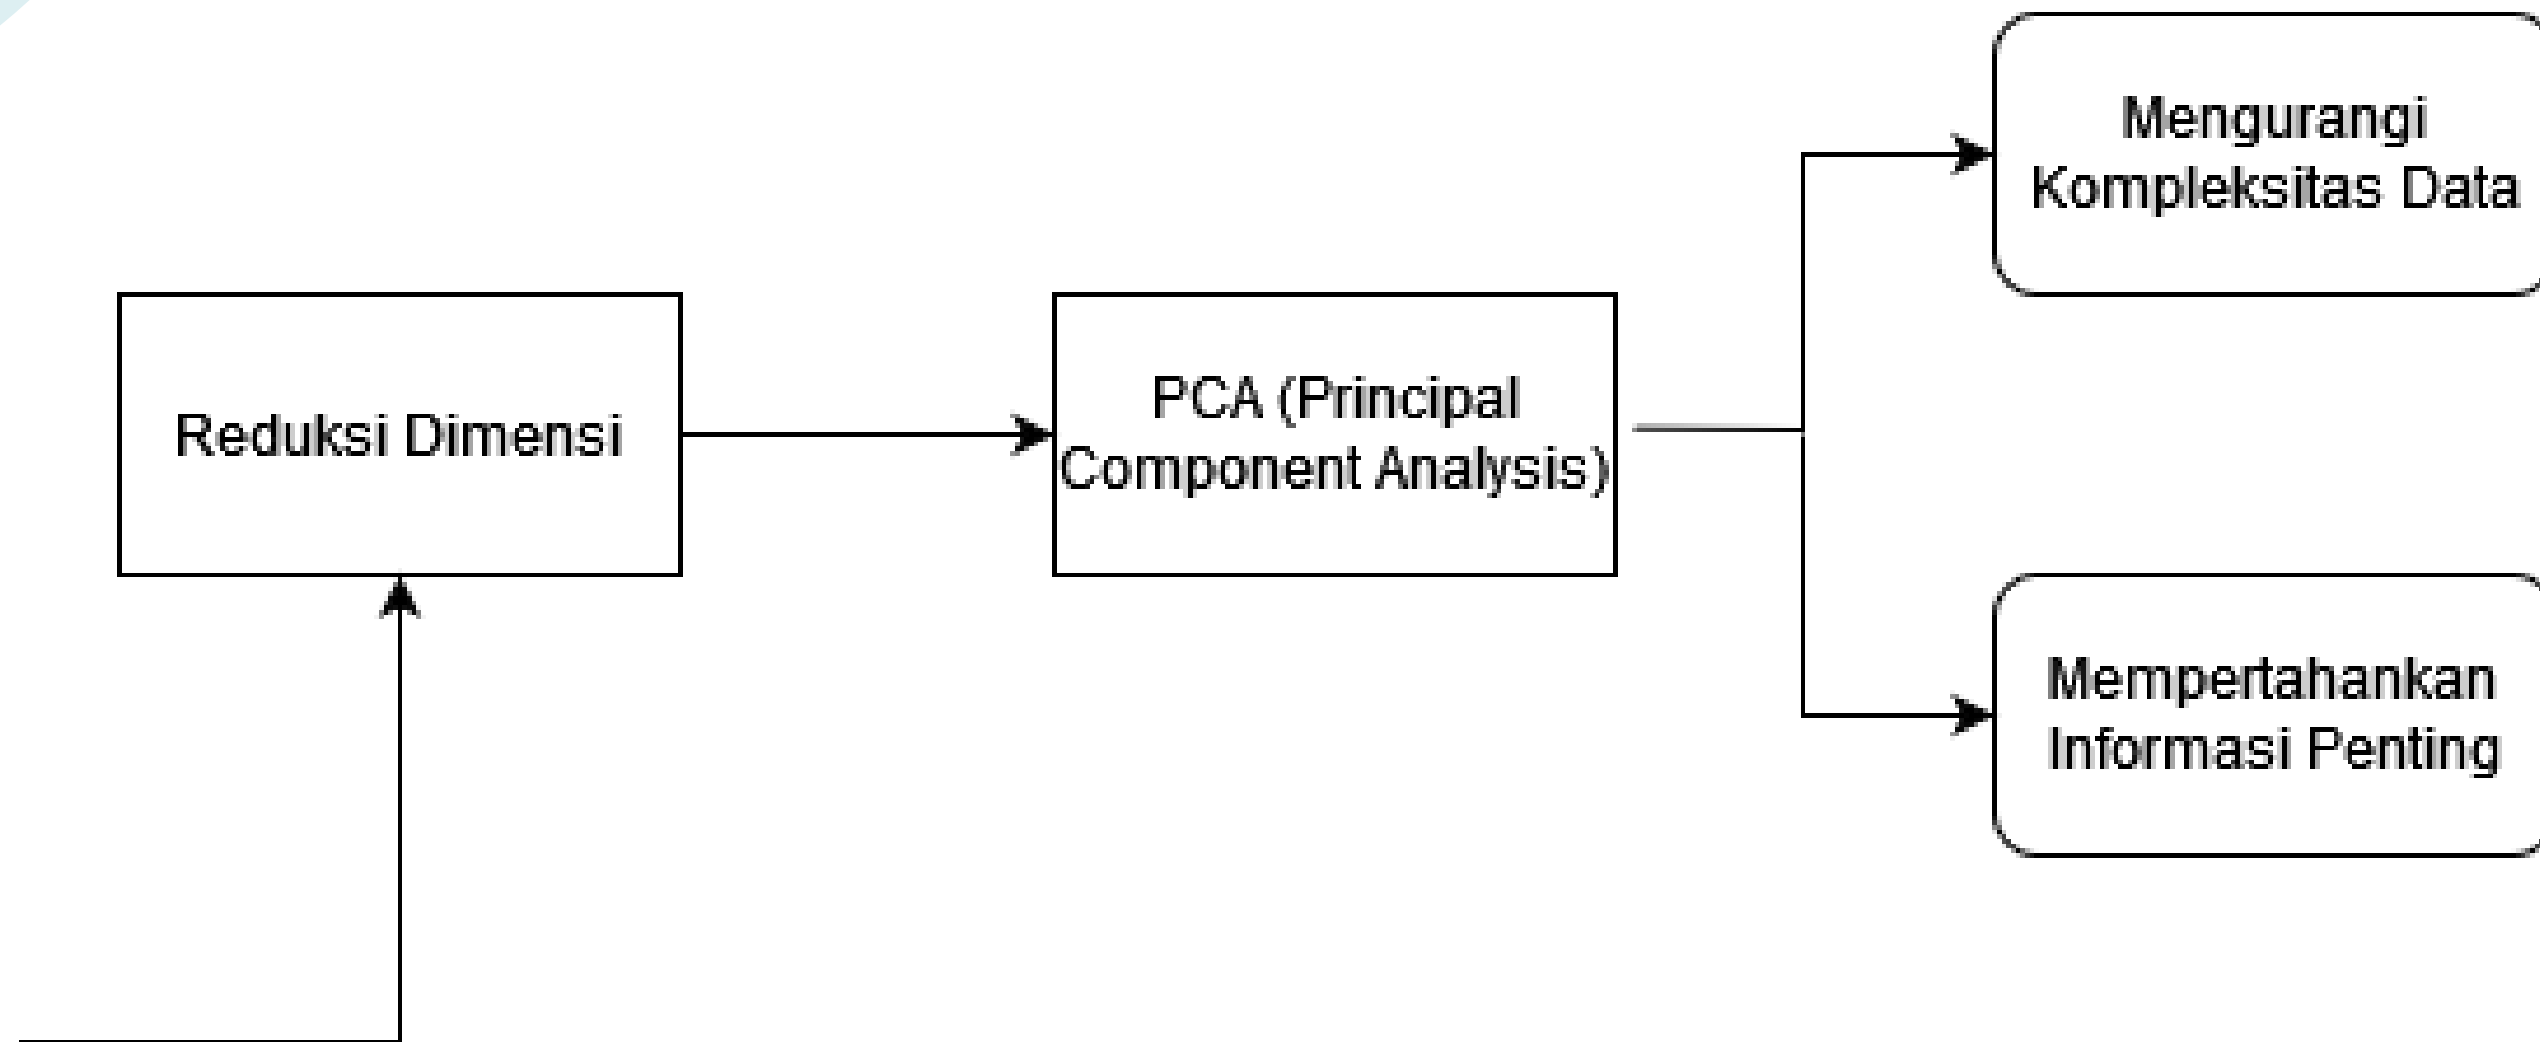 Reduksi Dimensi
PCA (Principal
Component Analysis)
Mengurangi
Kompleksitas Data
Mempertahankan
Informasi Penting